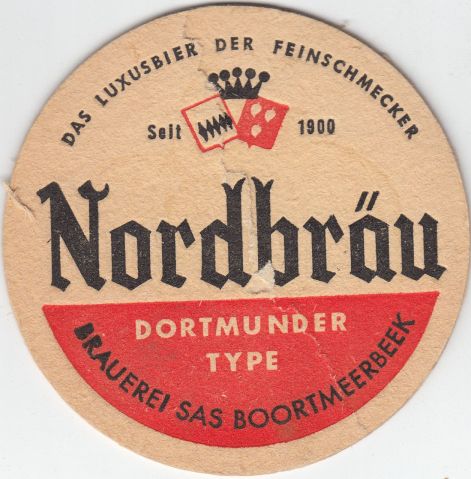 DAS LUXUSBIER DER FEINSCHMECKER
Seit 1900
Nordbräu
DORTMUNDER
TYPE
BRAUEREI SAS BOORTMEERBEEK